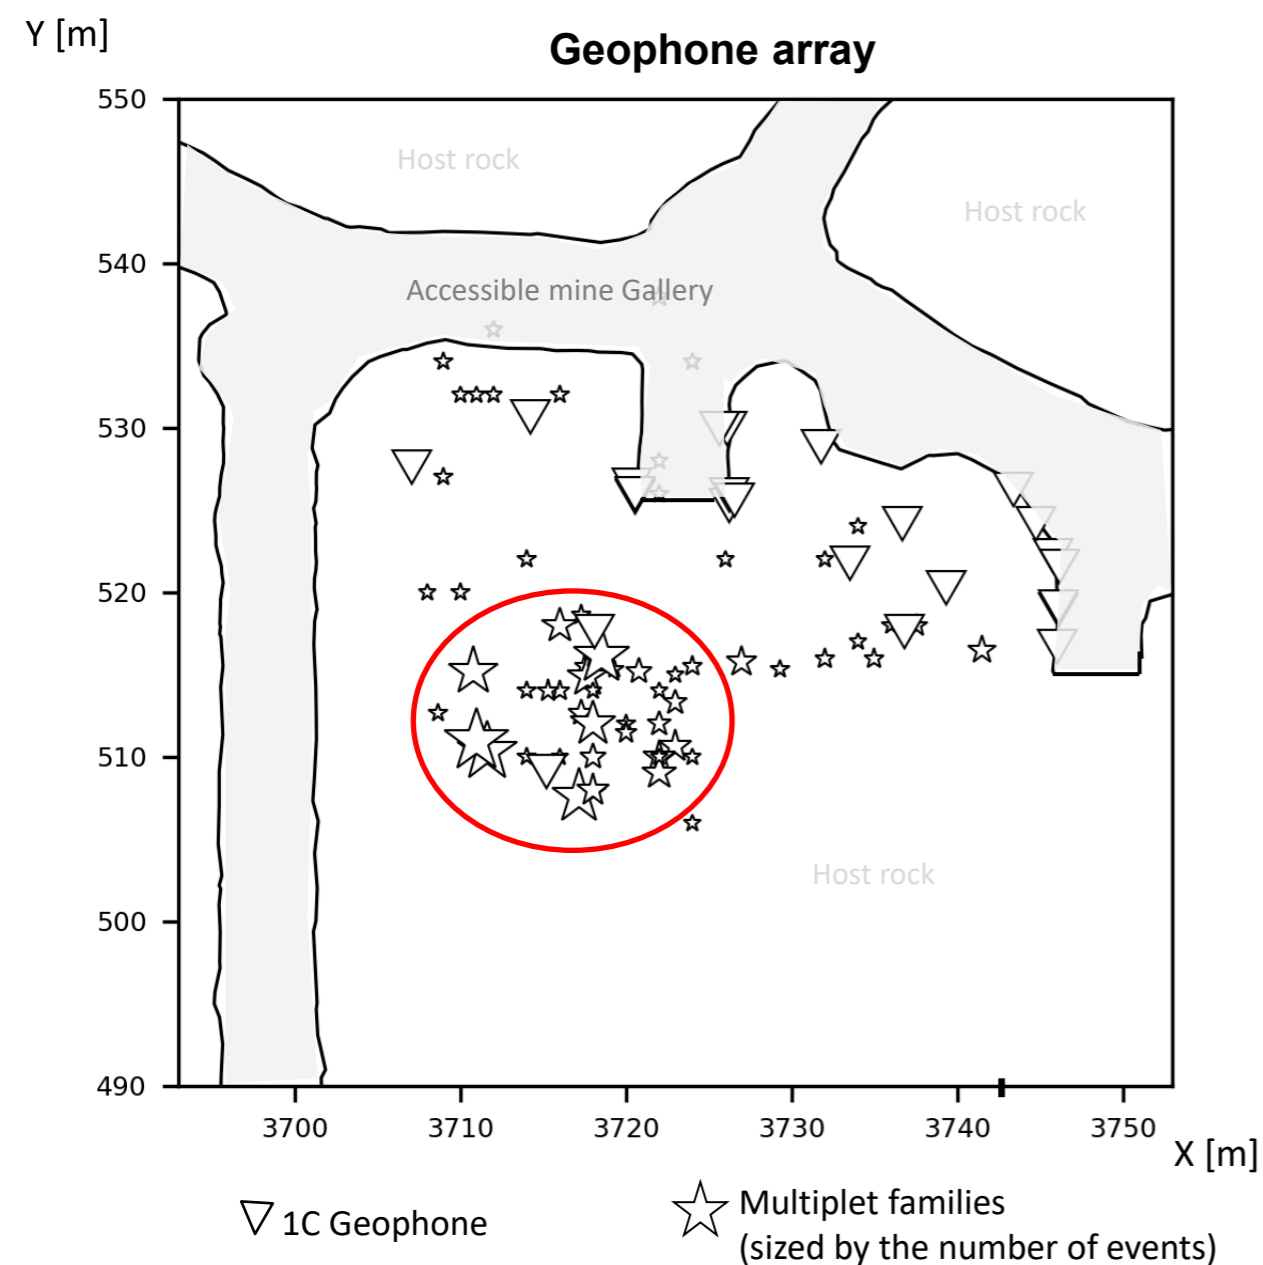 Y [m]
Geophone array
550
Host rock
Host rock
540
Accessible mine Gallery
530
520
510
Host rock
500
490
3700 3710 3720 3730 3740 3750
X [m]
1C Geophone
Multiplet families
(sized by the number of events)